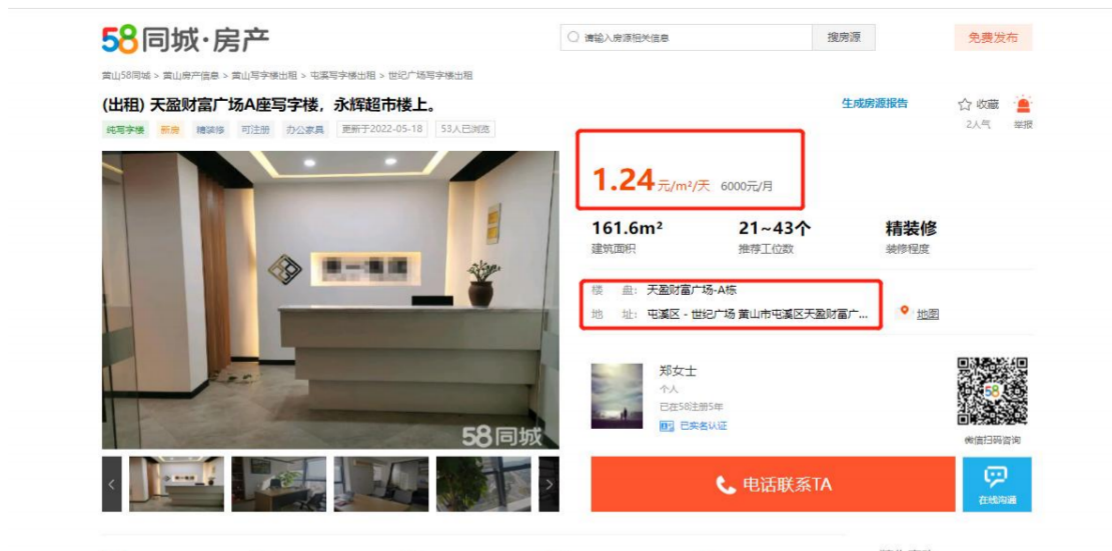 58同城·房产
请输入房源相关信息
搜房源
免费发布
黄山58同城 > 黄山房产信息 > 黄山写字楼出租 > 屯溪写字楼出租 > 世纪广场写字楼出租
(出租) 天盈财富广场A座写字楼，永辉超市楼上。
生成房源报告
收藏
纯写字楼 新房 精装修 可注册 办公家具 更新于2022-05-18 53人已浏览
2人气 举报
1.24元/m²/天 6000元/月
161.6m² 21~43个 精装修
建筑面积 推荐工位数 装修程度
楼 盘: 天盈财富广场-A栋
地 址: 屯溪区 - 世纪广场 黄山市屯溪区天盈财富广...
地图
郑女士
个人
已在58注册5年
已实名认证
58
微信扫码咨询
58同城
电话联系TA
在线沟通